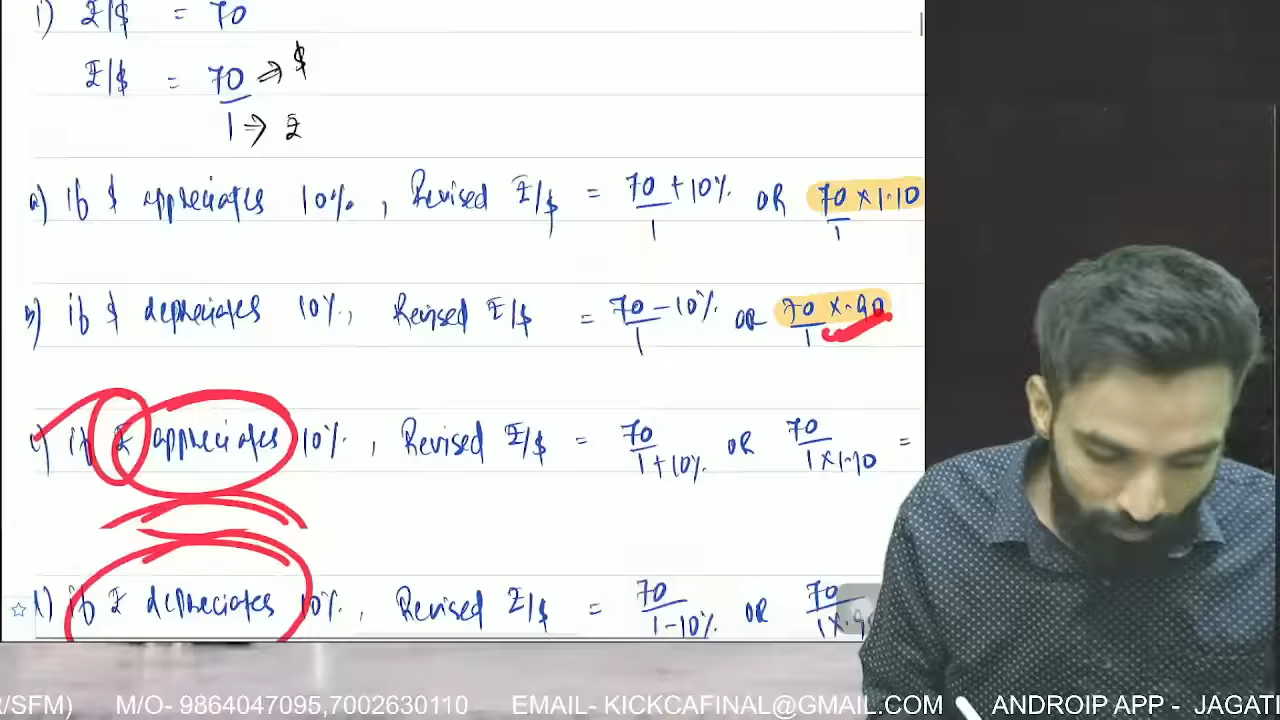 i) ₹/$ = 70
₹/$ = 70/1 ⇒ $
⇒ ₹
a) if $ appreciates 10%, Revised ₹/$ = 70+10%/1 OR 70×1.10/1
b) if $ depreciates 10%, Revised ₹/$ = 70-10%/1 OR 70×.90/1
c) if ₹ appreciates 10%, Revised ₹/$ = 70/1+10% OR 70/1×1.10 =
d) if ₹ depreciates 10%, Revised ₹/$ = 70/1-10% OR 70/1×.9
R/SFM) M/O- 9864047095,7002630110 EMAIL- KICKCAFINAL@GMAIL.COM ANDROIP APP - JAGATI